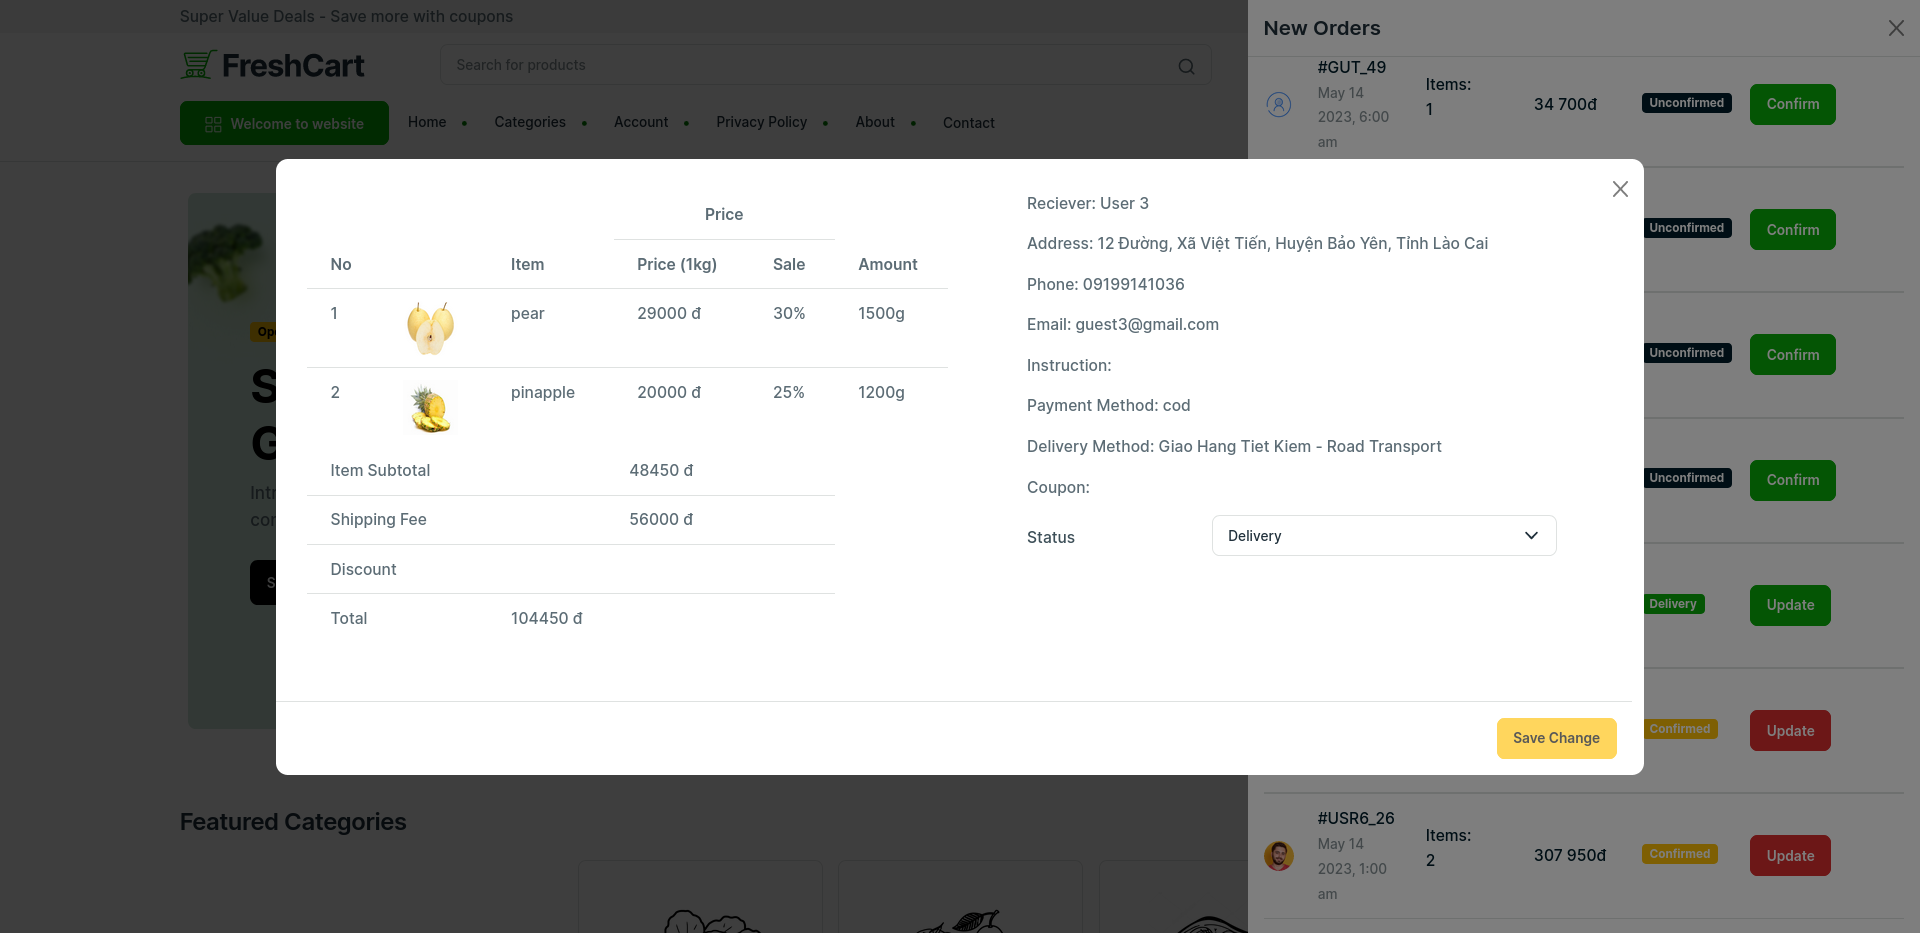 Super Value Deals - Save more with coupons
FreshCart
Search for products
Welcome to website
Home
Categories
Account
Privacy Policy
About
Contact
New Orders
#GUT_49
May 14
2023, 6:00
am
Items:
1
34 700đ
Unconfirmed
Confirm
Unconfirmed
Confirm
Unconfirmed
Confirm
Unconfirmed
Confirm
Delivery
Update
Confirmed
Update
#USR6_26
May 14
2023, 1:00
am
Items:
2
307 950đ
Confirmed
Update
Price
No
Item
Price (1kg)
Sale
Amount
1
pear
29000 đ
30%
1500g
2
pinapple
20000 đ
25%
1200g
Item Subtotal
48450 đ
Shipping Fee
56000 đ
Discount
Total
104450 đ
Reciever: User 3
Address: 12 Đường, Xã Việt Tiến, Huyện Bảo Yên, Tỉnh Lào Cai
Phone: 09199141036
Email: guest3@gmail.com
Instruction:
Payment Method: cod
Delivery Method: Giao Hang Tiet Kiem - Road Transport
Coupon:
Status
Delivery
Save Change
Featured Categories